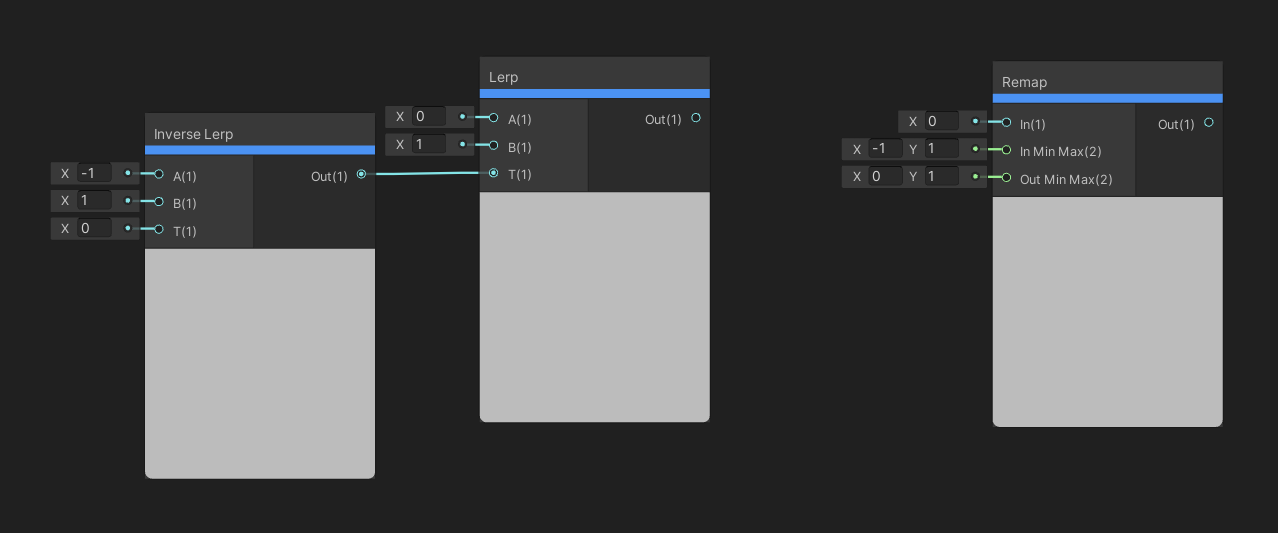 Inverse Lerp
X -1 A(1) Out(1)
X 1 B(1)
X 0 T(1)
Lerp
X 0 A(1) Out(1)
X 1 B(1)
T(1)
Remap
X 0 In(1) Out(1)
X -1 Y 1 In Min Max(2)
X 0 Y 1 Out Min Max(2)